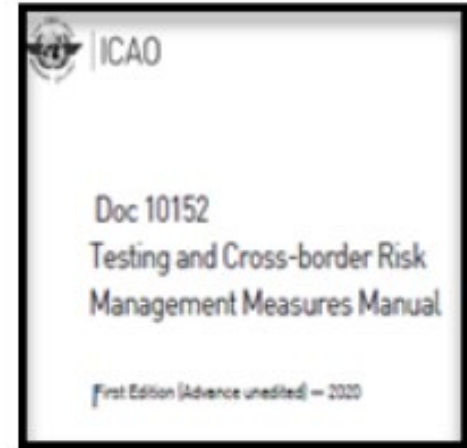 ICAO
Doc 10152
Testing and Cross-border Risk
Management Measures Manual
First Edition (Advance unedited) — 2020